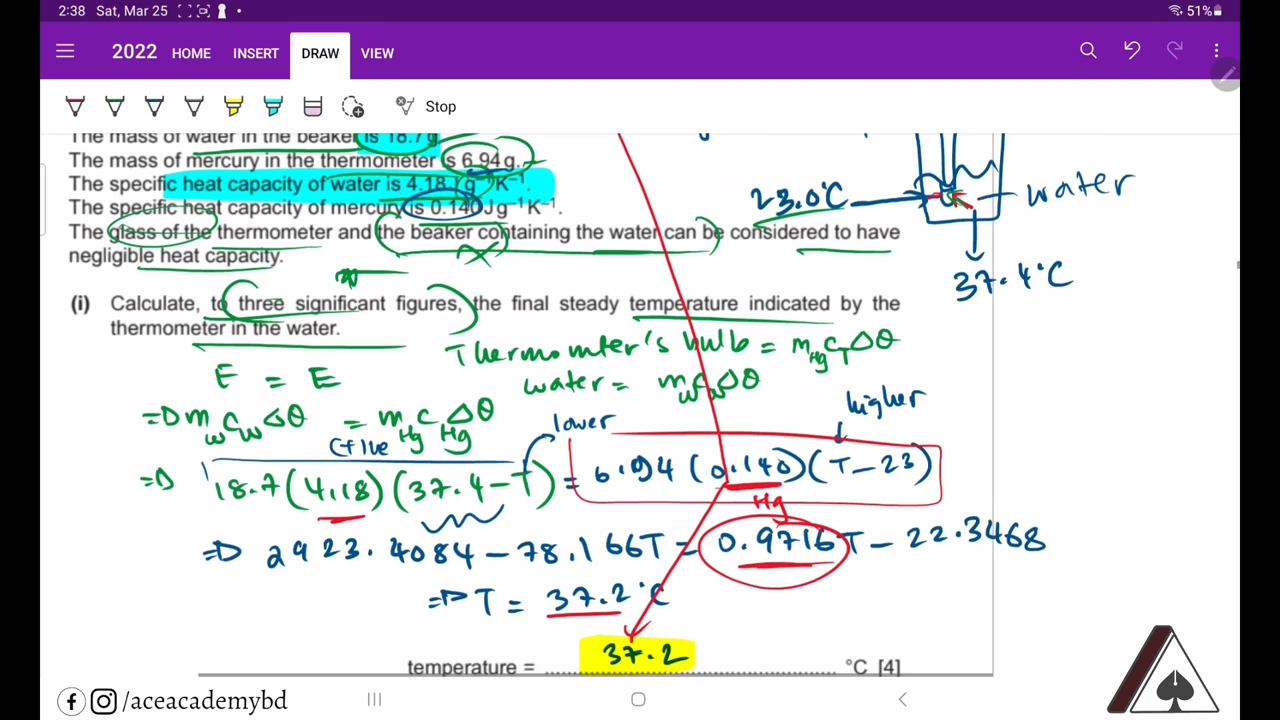 2:38 Sat, Mar 25
51%
2022 HOME INSERT DRAW VIEW
Stop
The mass of water in the beaker is 18.7 g
The mass of mercury in the thermometer is 6.94 g.
The specific heat capacity of water is 4.18 J g⁻¹ K⁻¹.
The specific heat capacity of mercury is 0.140 J g⁻¹ K⁻¹.
The glass of the thermometer and the beaker containing the water can be considered to have
negligible heat capacity.
23.0°C
water
37.4°C
(i) Calculate, to three significant figures, the final steady temperature indicated by the
thermometer in the water.
Thermometer's bulb = m_Hg c_T Δθ
E = E
water = m_w c_w Δθ
=D m_w c_w Δθ = m_Hg c_Hg Δθ
(+)ve
lower
higher
=D 18.7 (4.18) (37.4 - T) = 6.94 (0.140) (T - 23)
Hg
=D 2923.4084 - 78.166T = 0.9716T - 22.3468
=D T = 37.2°C
37.2
temperature = ............ °C [4]
/aceacademybd